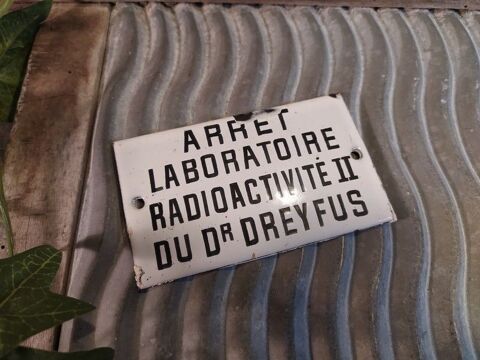 ARRET
LABORATOIRE
RADIOACTIVITÉ II
DU DR DREYFUS